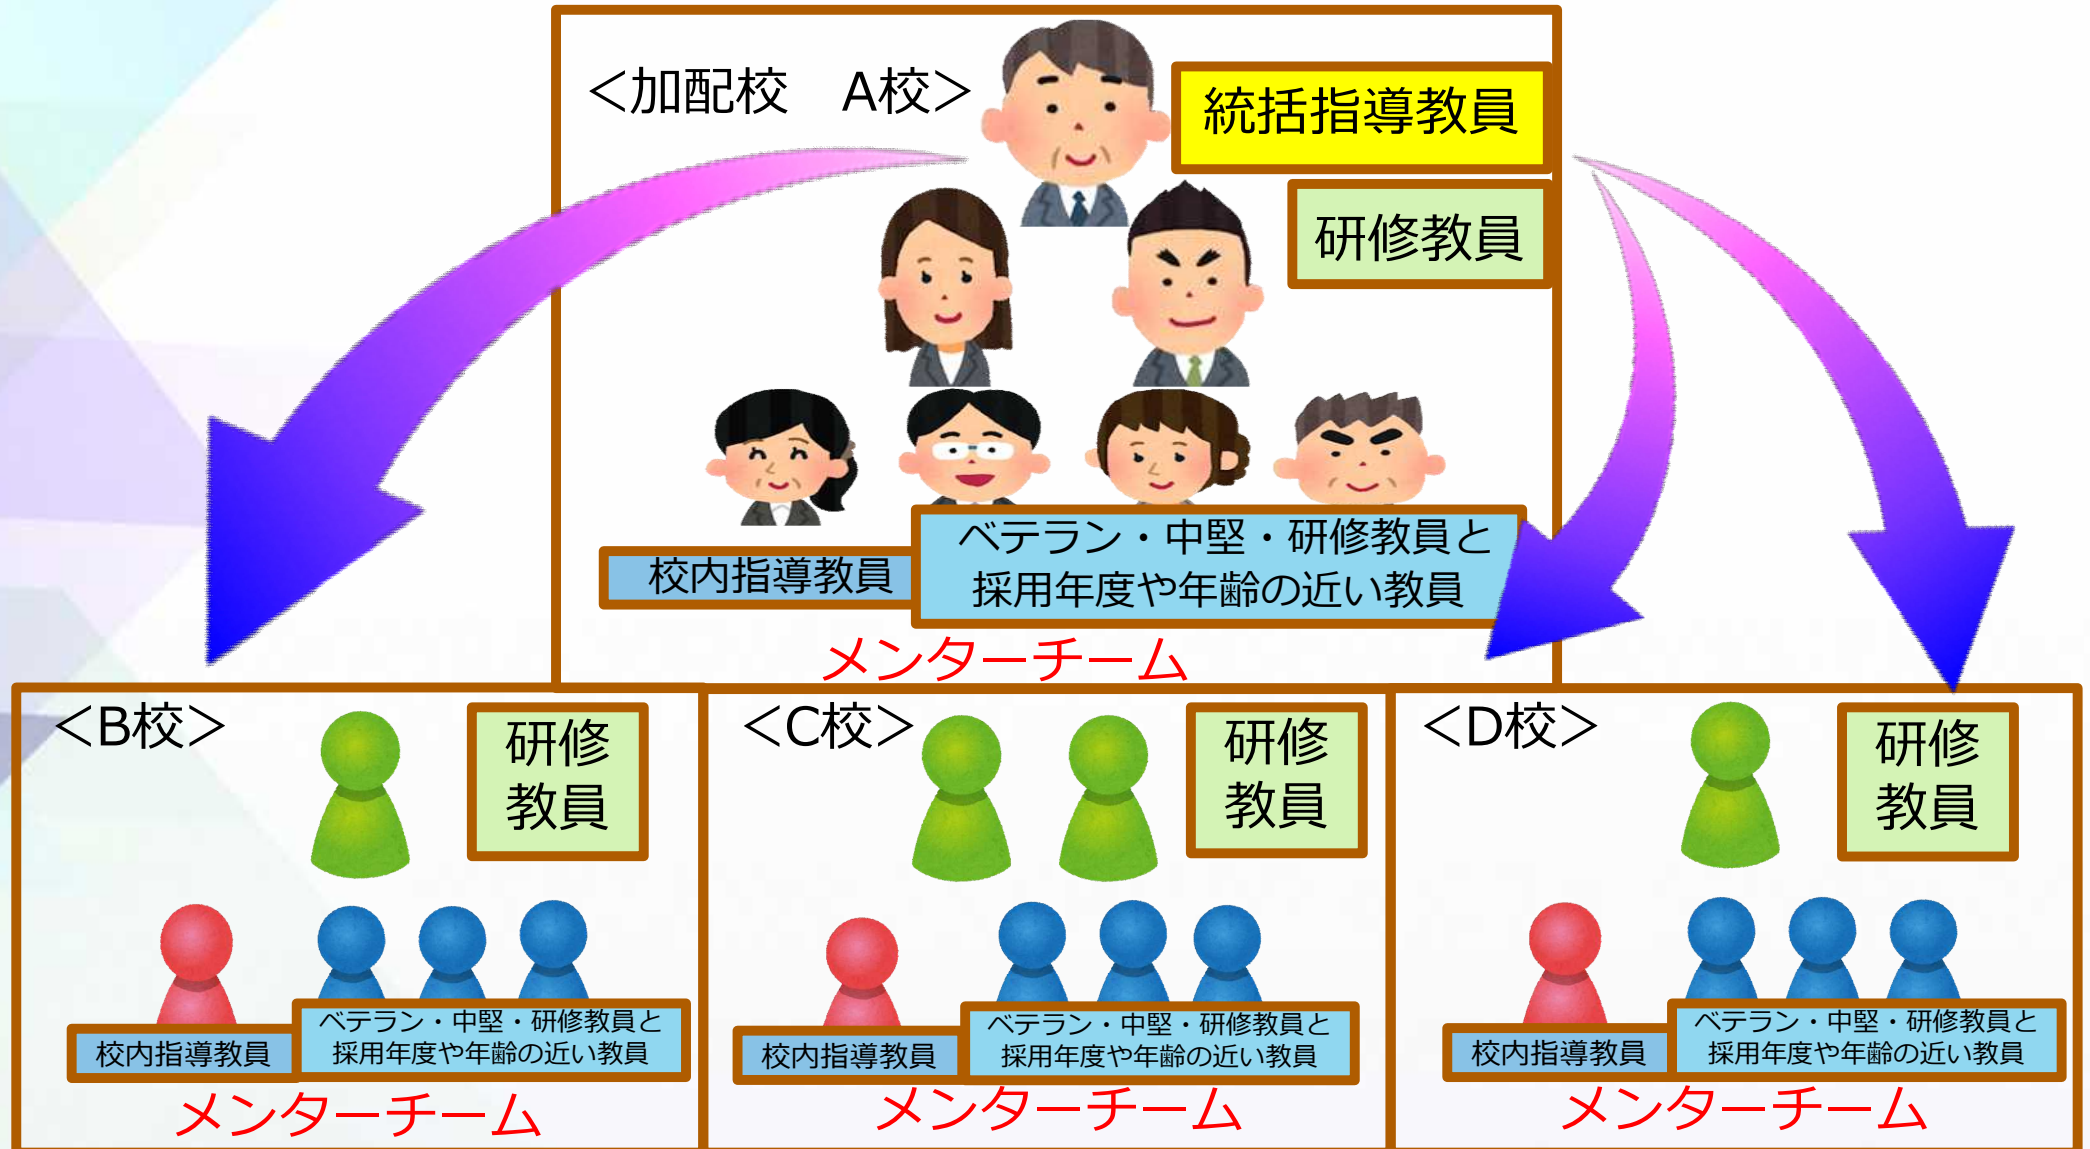 ＜加配校　A校＞
統括指導教員
研修教員
校内指導教員
ベテラン・中堅・研修教員と
採用年度や年齢の近い教員
メンターチーム
＜B校＞
研修
教員
校内指導教員
ベテラン・中堅・研修教員と
採用年度や年齢の近い教員
メンターチーム
＜C校＞
研修
教員
校内指導教員
ベテラン・中堅・研修教員と
採用年度や年齢の近い教員
メンターチーム
＜D校＞
研修
教員
校内指導教員
ベテラン・中堅・研修教員と
採用年度や年齢の近い教員
メンターチーム